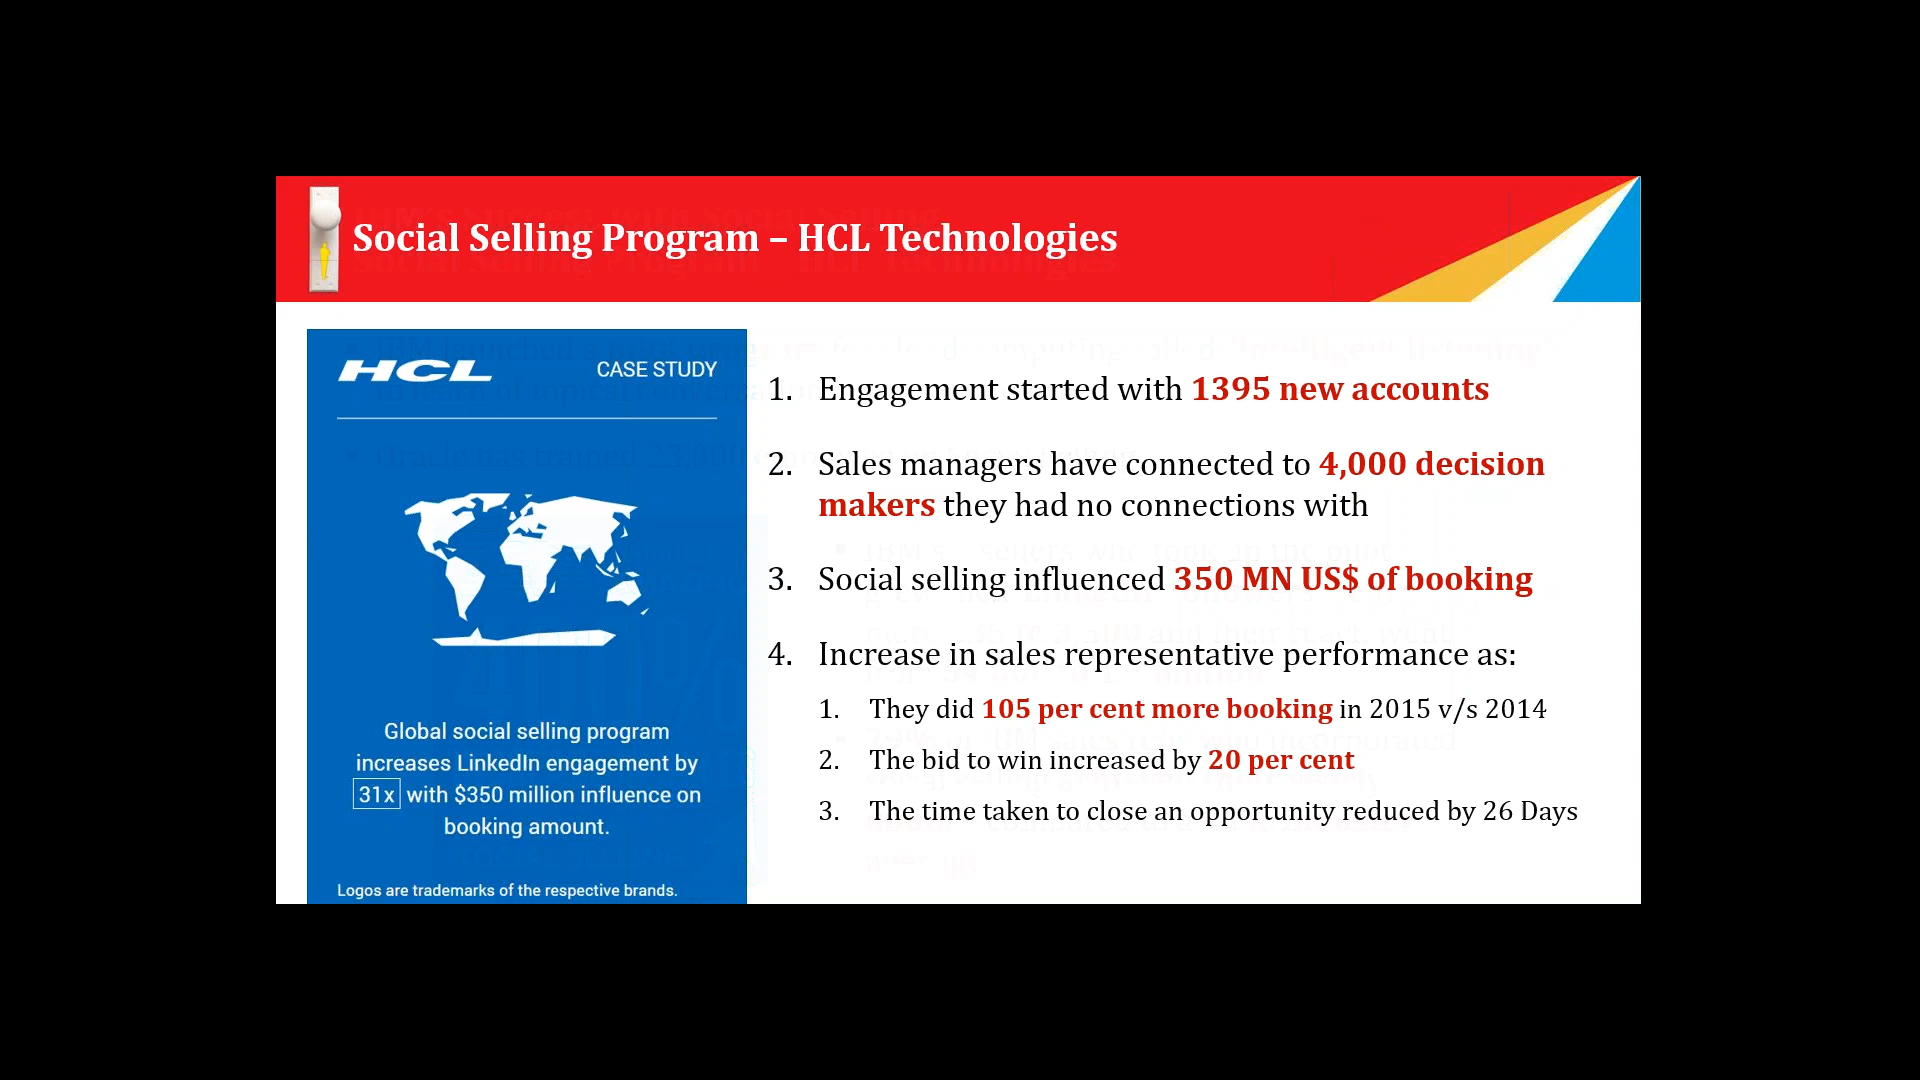 Social Selling Program – HCL Technologies
HCL
CASE STUDY
Global social selling program
increases LinkedIn engagement by
31x with $350 million influence on
booking amount.
Logos are trademarks of the respective brands.
1. Engagement started with 1395 new accounts
2. Sales managers have connected to 4,000 decision
makers they had no connections with
3. Social selling influenced 350 MN US$ of booking
4. Increase in sales representative performance as:
1. They did 105 per cent more booking in 2015 v/s 2014
2. The bid to win increased by 20 per cent
3. The time taken to close an opportunity reduced by 26 Days